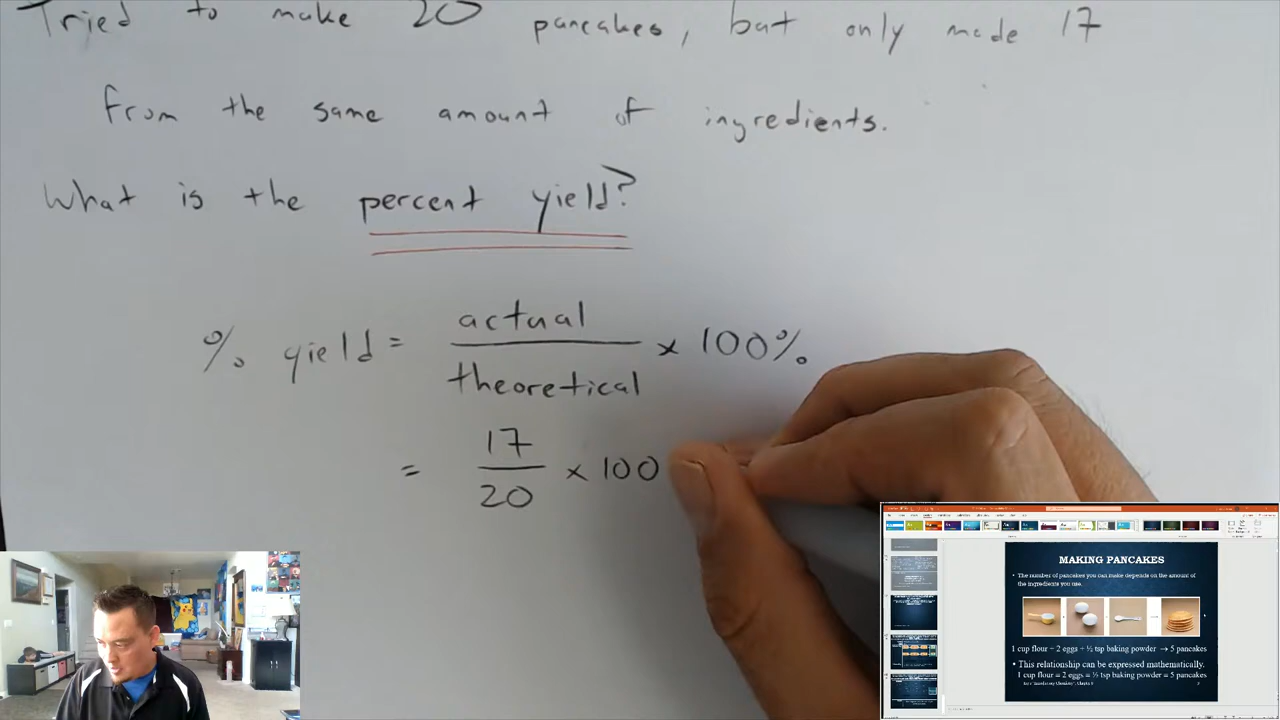 Tried to make 20 pancakes, but only made 17
from the same amount of ingredients.
What is the percent yield?
% yield = actual / theoretical × 100%
= 17 / 20 × 100
MAKING PANCAKES
• The number of pancakes you can make depends on the amount of
the ingredients you use.
1 cup flour + 2 eggs + ½ tsp baking powder → 5 pancakes
• This relationship can be expressed mathematically.
1 cup flour = 2 eggs = ½ tsp baking powder = 5 pancakes